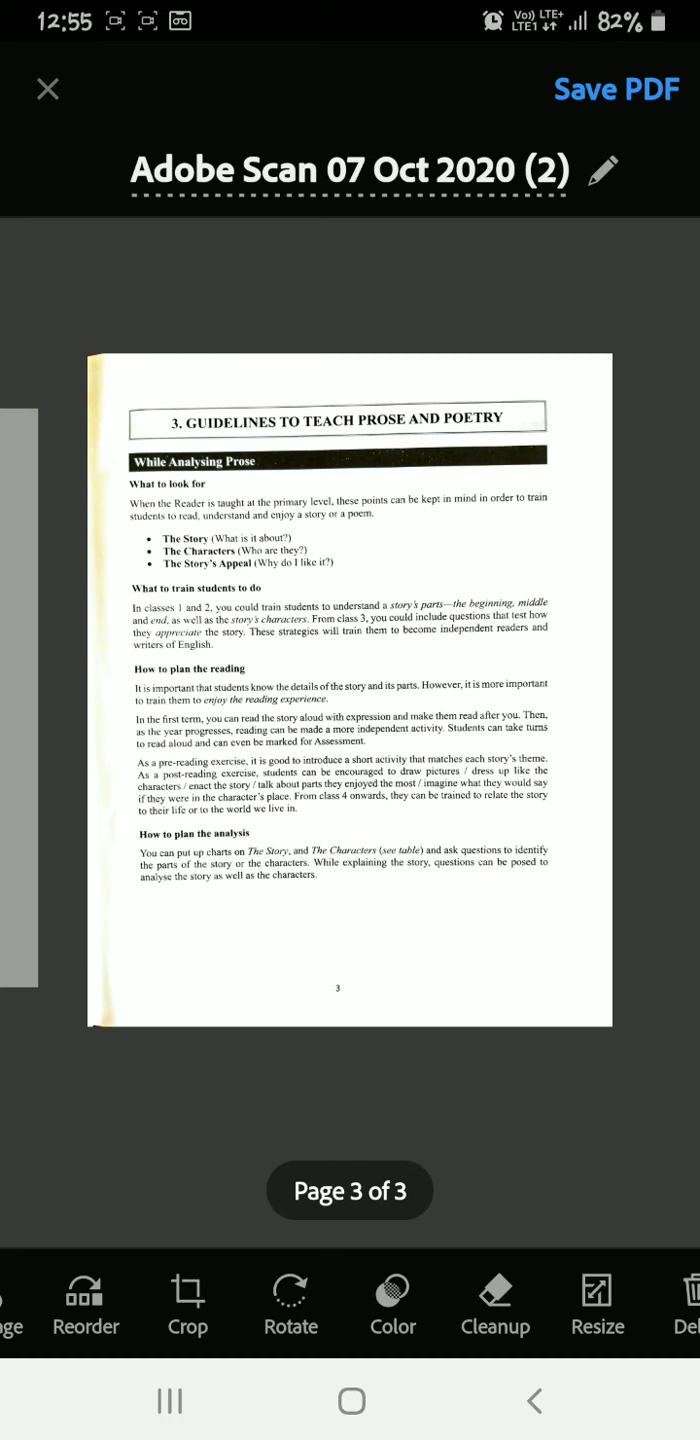 12:55
Vo)) LTE+
LTE1
82%
Save PDF
Adobe Scan 07 Oct 2020 (2)
3. GUIDELINES TO TEACH PROSE AND POETRY
While Analysing Prose
What to look for
When the Reader is taught at the primary level, these points can be kept in mind in order to train
students to read, understand and enjoy a story or a poem.
• The Story (What is it about?)
• The Characters (Who are they?)
• The Story's Appeal (Why do I like it?)
What to train students to do
In classes 1 and 2, you could train students to understand a story's parts—the beginning, middle
and end, as well as the story's characters. From class 3, you could include questions that test how
they appreciate the story. These strategies will train them to become independent readers and
writers of English.
How to plan the reading
It is important that students know the details of the story and its parts. However, it is more important
to train them to enjoy the reading experience.
In the first term, you can read the story aloud with expression and make them read after you. Then,
as the year progresses, reading can be made a more independent activity. Students can take turns
to read aloud and can even be marked for Assessment.
As a pre-reading exercise, it is good to introduce a short activity that matches each story's theme.
As a post-reading exercise, students can be encouraged to draw pictures / dress up like the
characters / enact the story / talk about parts they enjoyed the most / imagine what they would say
if they were in the character's place. From class 4 onwards, they can be trained to relate the story
to their life or to the world we live in.
How to plan the analysis
You can put up charts on The Story, and The Characters (see table) and ask questions to identify
the parts of the story or the characters. While explaining the story, questions can be posed to
analyse the story as well as the characters.
3
Page 3 of 3
age Reorder Crop Rotate Color Cleanup Resize Del